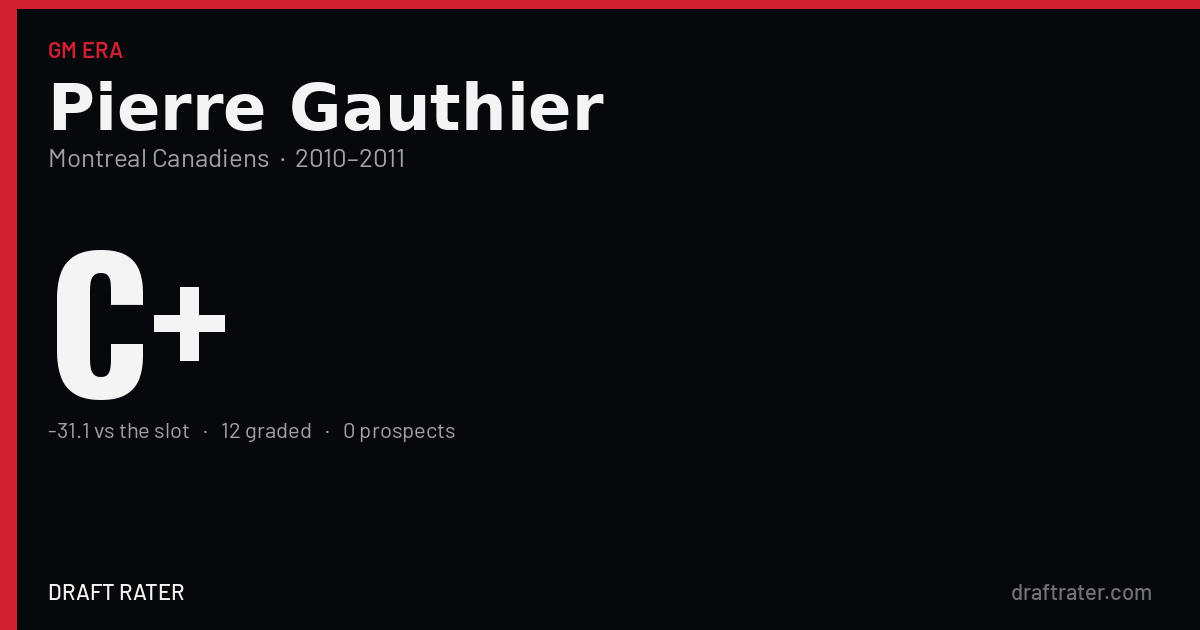 GM ERA
Pierre Gauthier
Montreal Canadiens · 2010–2011
C+
-31.1 vs the slot · 12 graded · 0 prospects
DRAFT RATER
draftrater.com